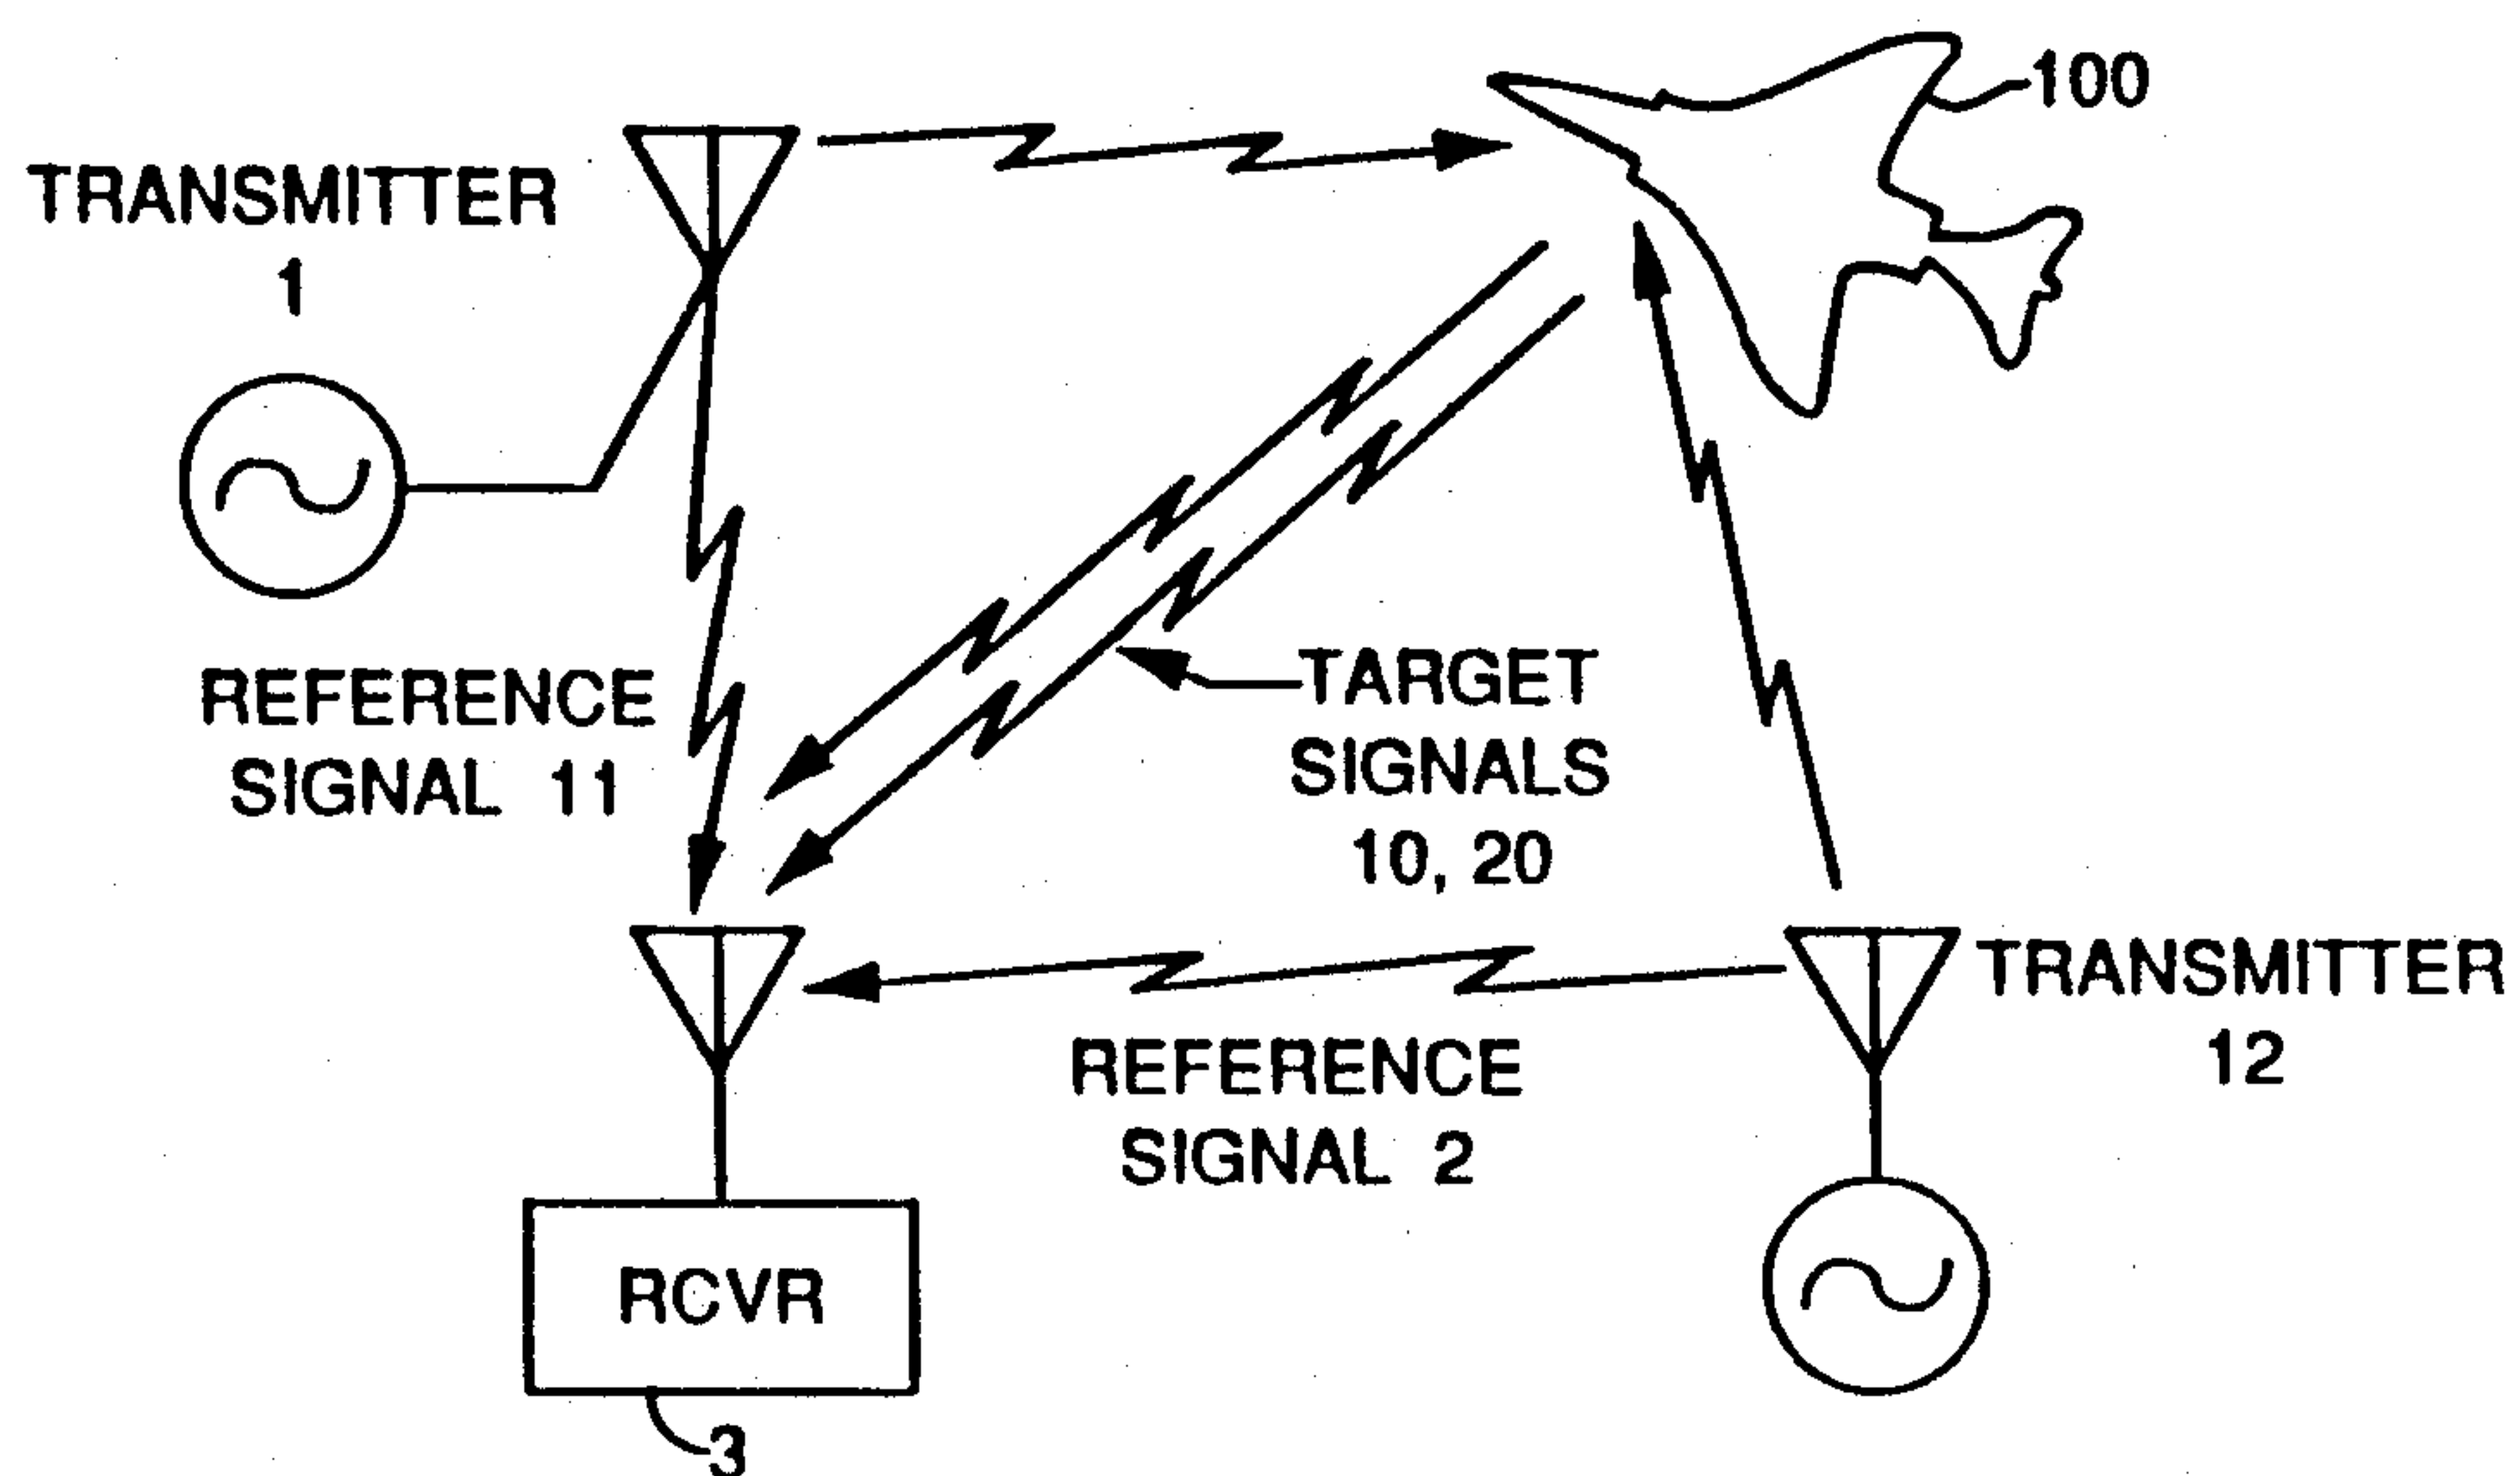 100
TRANSMITTER
1
REFERENCE
SIGNAL 11
TARGET
SIGNALS
10, 20
TRANSMITTER
12
REFERENCE
SIGNAL 2
RCVR
3